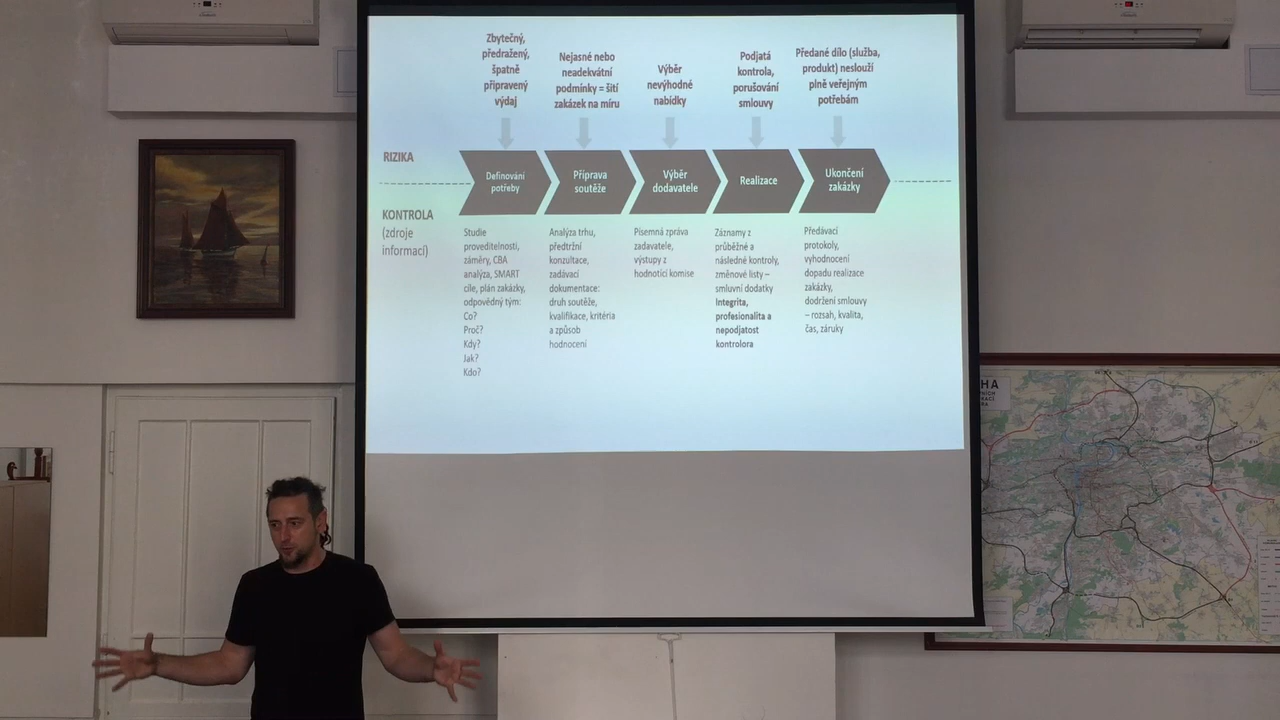 Zbytečný,
předražený,
špatně
připravený
výdaj
Nejasné nebo
neadekvátní
podmínky = šití
zakázek na míru
Výběr
nevýhodné
nabídky
Podjatá
kontrola,
porušování
smlouvy
Předané dílo (služba,
produkt) neslouží
plně veřejným
potřebám
RIZIKA
Definování
potřeby
Příprava
soutěže
Výběr
dodavatele
Realizace
Ukončení
zakázky
KONTROLA
(zdroje
informací)
Studie
proveditelnosti,
záměry, CBA
analýza, SMART
cíle, plán zakázky,
odpovědný tým:
Co?
Proč?
Kdy?
Jak?
Kdo?
Analýza trhu,
předtržní
konzultace,
zadávací
dokumentace:
druh soutěže,
kvalifikace, kritéria
a způsob
hodnocení
Písemná zpráva
zadavatele,
výstupy z
hodnotící komise
Záznamy z
průběžné a
následné kontroly,
změnové listy –
smluvní dodatky
Integrita,
profesionalita a
nepodjatost
kontrolora
Předávací
protokoly,
vyhodnocení
dopadu realizace
zakázky,
dodržení smlouvy
– rozsah, kvalita,
čas, záruky
HA